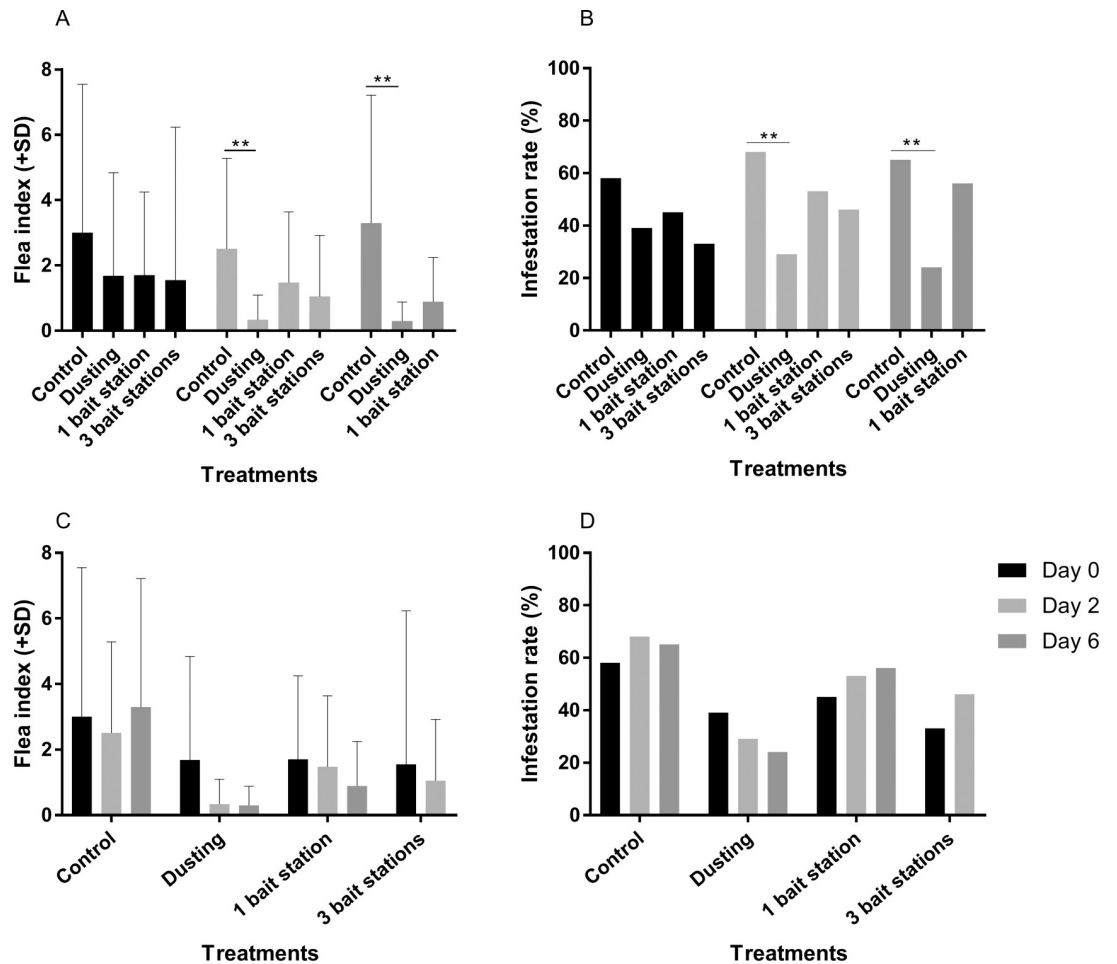 A
Flea index (+SD)
8
6
4
2
0
**
**
Control
Dusting
1 bait station
3 bait stations
Control
Dusting
1 bait station
3 bait stations
Control
Dusting
1 bait station
Treatments
B
Infestation rate (%)
100
80
60
40
20
0
**
**
Control
Dusting
1 bait station
3 bait stations
Control
Dusting
1 bait station
3 bait stations
Control
Dusting
1 bait station
Treatments
C
Flea index (+SD)
8
6
4
2
0
Control
Dusting
1 bait station
3 bait stations
Treatments
D
Infestation rate (%)
100
80
60
40
20
0
Control
Dusting
1 bait station
3 bait stations
Treatments
Day 0
Day 2
Day 6